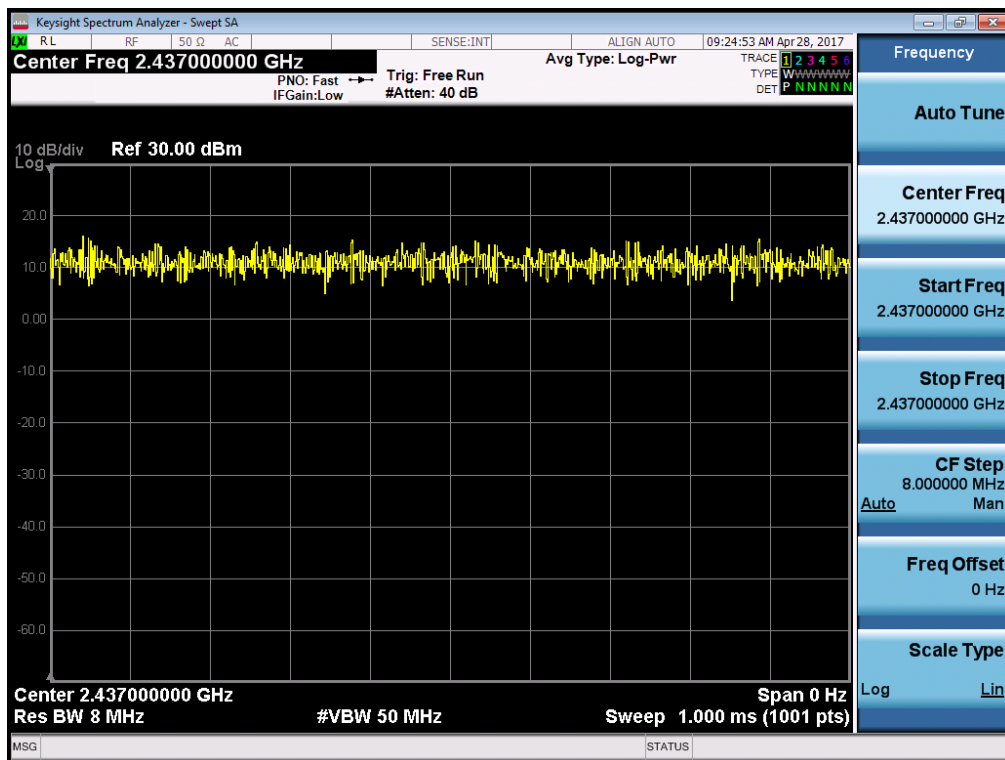 Keysight Spectrum Analyzer - Swept SA
LXI RL RF 50 Ω AC SENSE:INT ALIGN AUTO 09:24:53 AM Apr 28, 2017
Center Freq 2.437000000 GHz
PNO: Fast
IFGain:Low
Trig: Free Run
#Atten: 40 dB
Avg Type: Log-Pwr
TRACE 1 2 3 4 5 6
TYPE WWWWWWW
DET P N N N N N
10 dB/div
Log
Ref 30.00 dBm
20.0
10.0
0.00
-10.0
-20.0
-30.0
-40.0
-50.0
-60.0
Center 2.437000000 GHz
Span 0 Hz
Res BW 8 MHz
#VBW 50 MHz
Sweep 1.000 ms (1001 pts)
MSG
STATUS
Frequency
Auto Tune
Center Freq
2.437000000 GHz
Start Freq
2.437000000 GHz
Stop Freq
2.437000000 GHz
CF Step
8.000000 MHz
Auto Man
Freq Offset
0 Hz
Scale Type
Log Lin